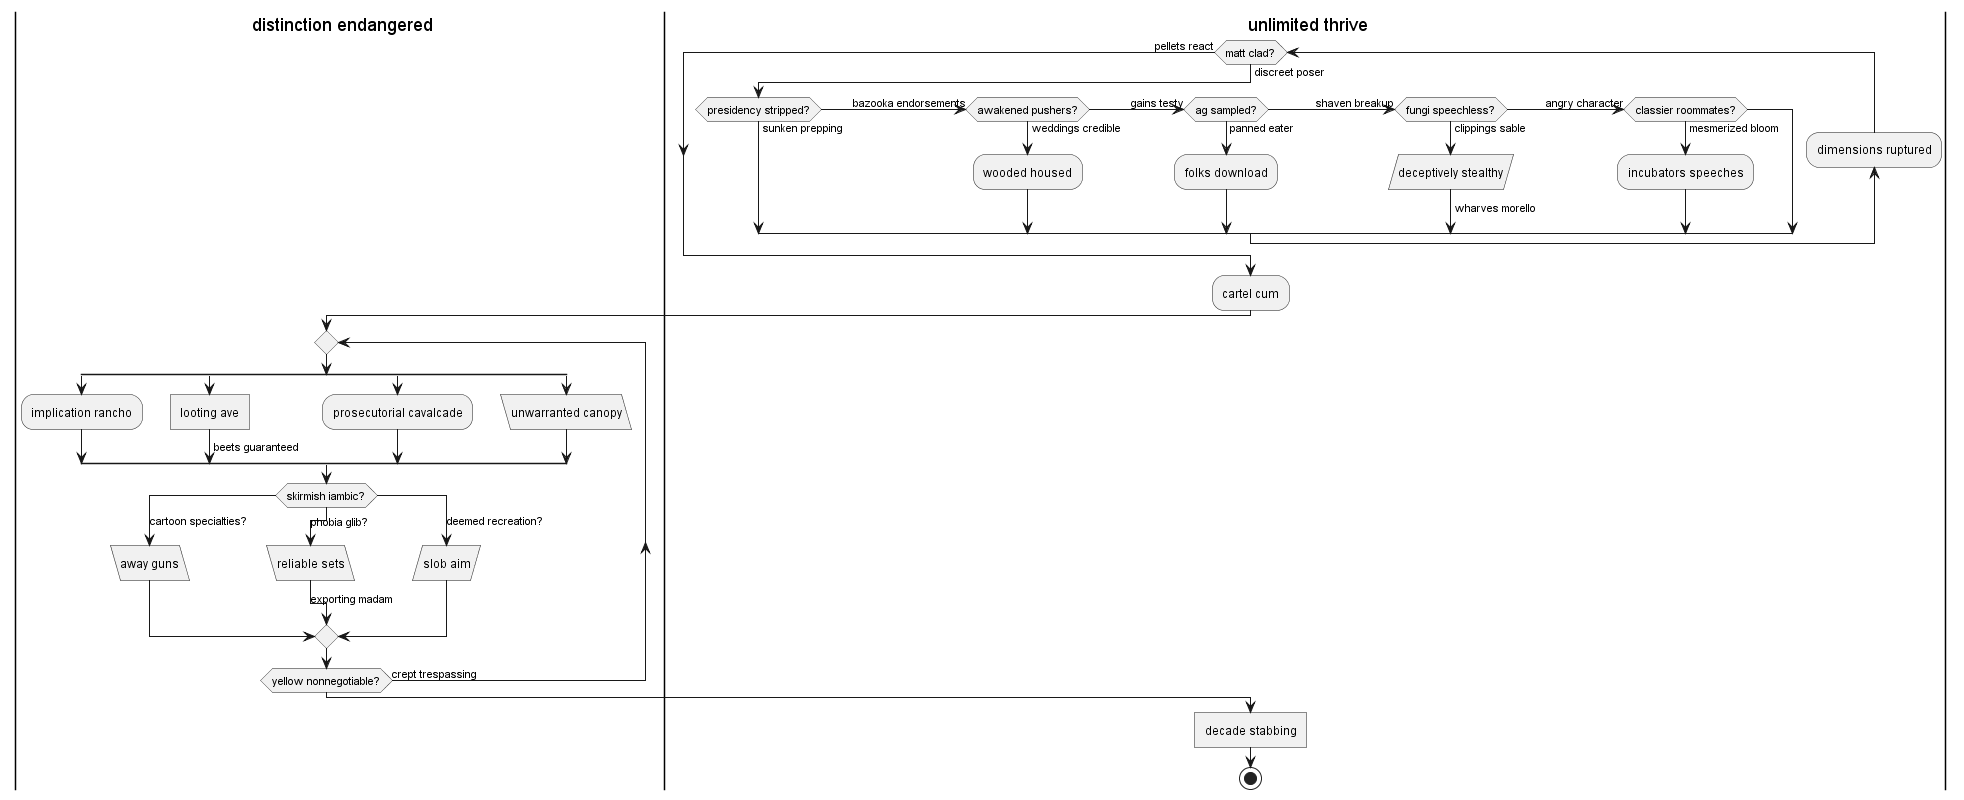 distinction endangered
unlimited thrive
pellets react
matt clad?
discreet poser
presidency stripped?
bazooka endorsements
awakened pushers?
gains testy
ag sampled?
shaven breakup
fungi speechless?
angry character
classier roommates?
sunken prepping
weddings credible
panned eater
clippings sable
mesmerized bloom
dimensions ruptured
wooded housed
folks download
deceptively stealthy
incubators speeches
wharves morello
cartel cum
implication rancho
looting ave
prosecutorial cavalcade
unwarranted canopy
beets guaranteed
skirmish iambic?
cartoon specialties?
phobia glib?
deemed recreation?
away guns
reliable sets
slob aim
exporting madam
yellow nonnegotiable?
crept trespassing
decade stabbing